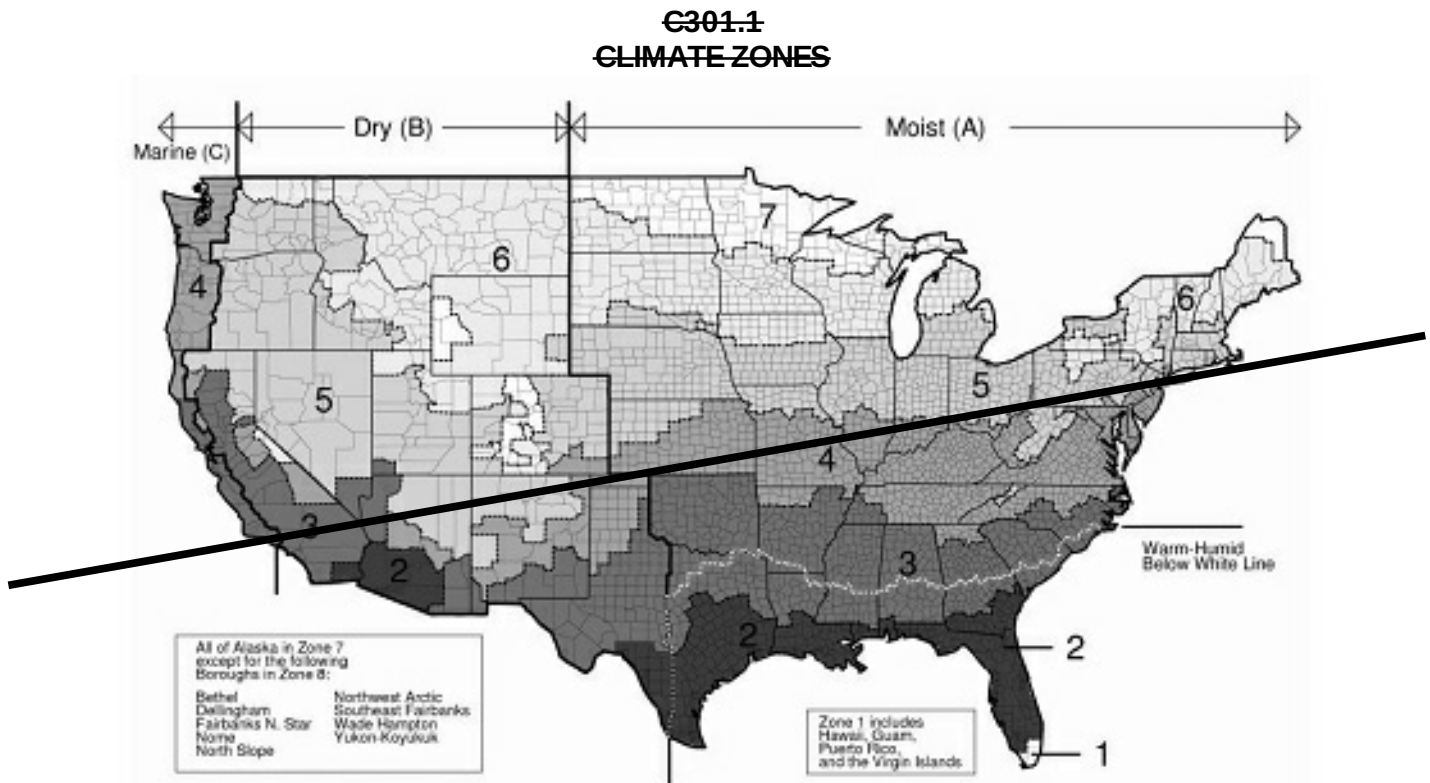 C301.1
CLIMATE ZONES
Marine (C)
Dry (B)
Moist (A)
7
6
4
6
5
5
4
3
3
2
2
Warm-Humid
Below White Line
2
1
All of Alaska in Zone 7
except for the following
Boroughs in Zone 8:
Bethel
Dellingham
Fairbanks N. Star
Nome
North Slope
Northwest Arctic
Southeast Fairbanks
Wade Hampton
Yukon-Koyukuk
Zone 1 includes
Hawaii, Guam,
Puerto Rico,
and the Virgin Islands